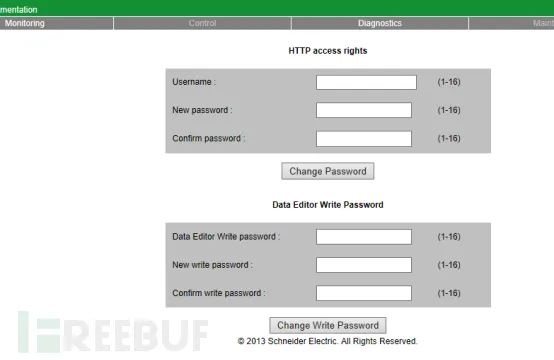 mentation
Monitoring Control Diagnostics Maint
HTTP access rights
Username : (1-16)
New password : (1-16)
Confirm password : (1-16)
Change Password
Data Editor Write Password
Data Editor Write password : (1-16)
New write password : (1-16)
Confirm write password : (1-16)
Change Write Password
© 2013 Schneider Electric. All Rights Reserved.
FREEBUF